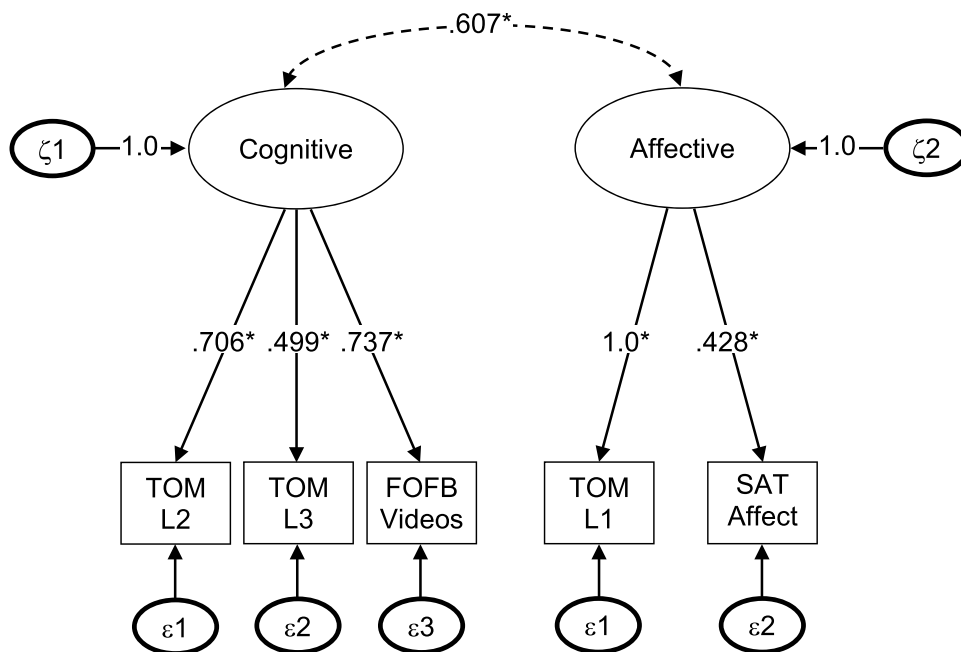 .607*
ζ1
1.0
Cognitive
Affective
1.0
ζ2
.706*
.499*
.737*
1.0*
.428*
TOM
L2
TOM
L3
FOFB
Videos
TOM
L1
SAT
Affect
ε1
ε2
ε3
ε1
ε2